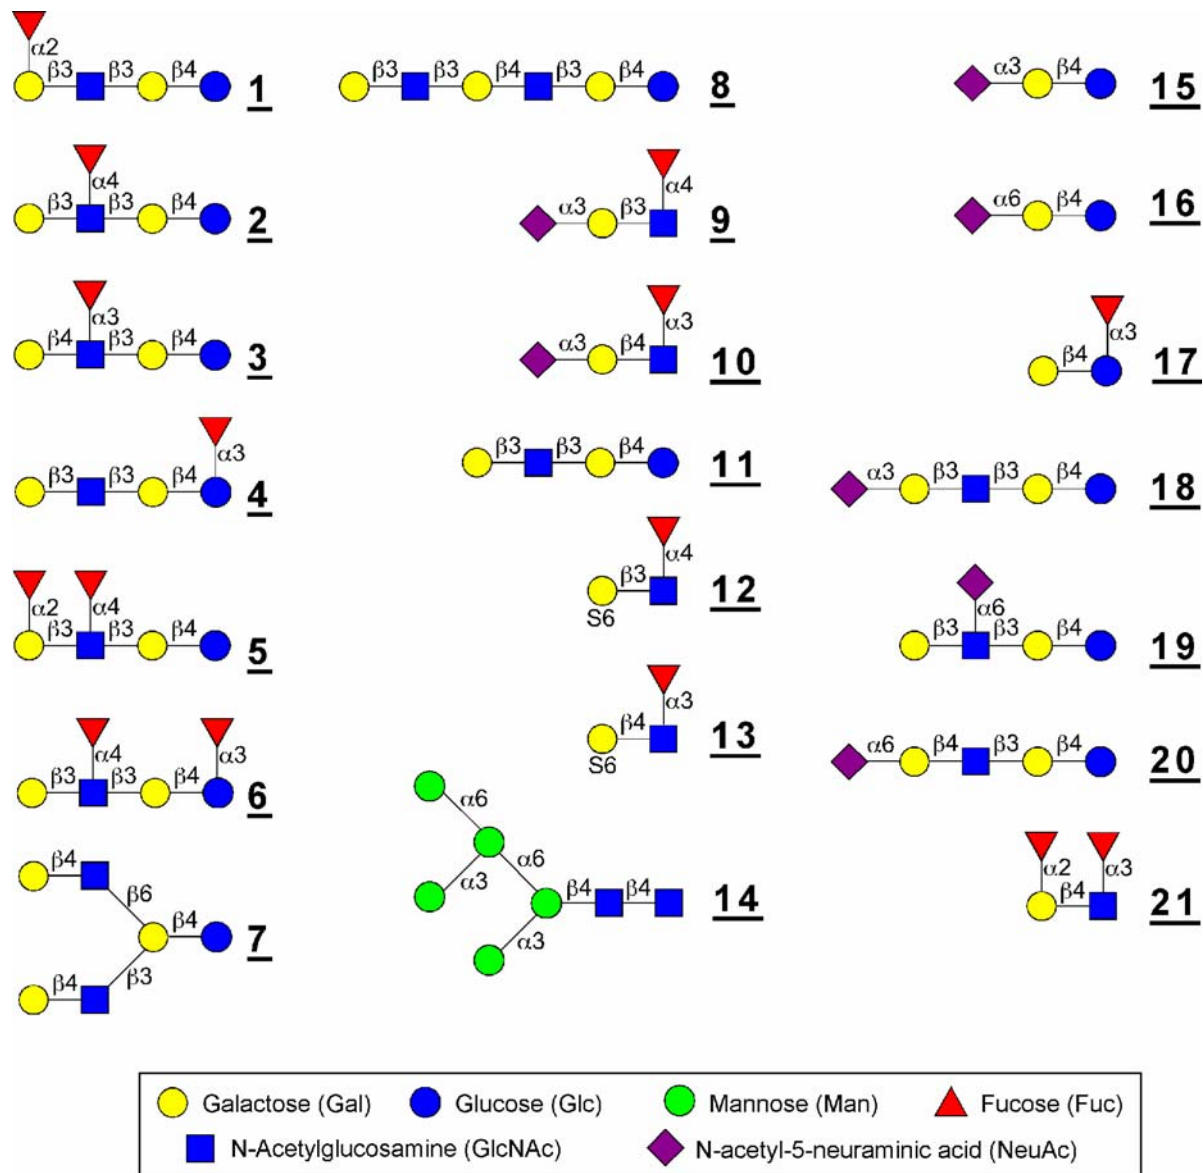 α2
β3 β3 β4 1
α4
β3 β3 β4 2
α3
β4 β3 β4 3
α3
β3 β3 β4 4
α2 α4
β3 β3 β4 5
α4 α3
β3 β3 β4 6
β4
β6
β4 7
β3
β4
β3 β3 β4 β3 β4 8
α4
α3 β3 9
α3
α3 β4 10
β3 β3 β4 11
α4
β3 12
S6
α3
β4 13
S6
α6
α6
α3 β4 β4 14
α3
α3 β4 15
α6 β4 16
α3
β4 17
α3 β3 β3 β4 18
α6
β3 β3 β4 19
α6 β4 β3 β4 20
α2 α3
β4 21
Galactose (Gal) Glucose (Glc) Mannose (Man) Fucose (Fuc)
N-Acetylglucosamine (GlcNAc) N-acetyl-5-neuraminic acid (NeuAc)